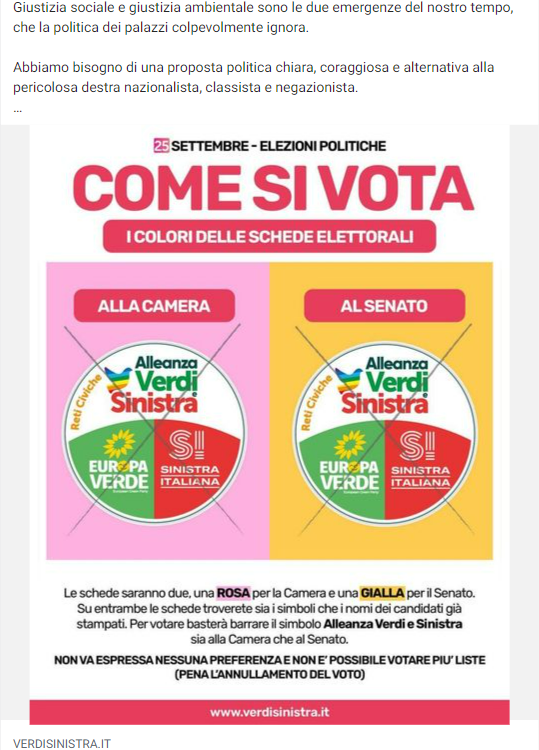 Giustizia sociale e giustizia ambientale sono le due emergenze del nostro tempo,
che la politica dei palazzi colpevolmente ignora.
Abbiamo bisogno di una proposta politica chiara, coraggiosa e alternativa alla
pericolosa destra nazionalista, classista e negazionista.
...
25 SETTEMBRE - ELEZIONI POLITICHE
COME SI VOTA
I COLORI DELLE SCHEDE ELETTORALI
ALLA CAMERA
Alleanza
Verdi
Sinistra
Reti Civiche
EUROPA
VERDE
SI
SINISTRA
ITALIANA
AL SENATO
Alleanza
Verdi
Sinistra
Reti Civiche
EUROPA
VERDE
SI
SINISTRA
ITALIANA
Le schede saranno due, una ROSA per la Camera e una GIALLA per il Senato.
Su entrambe le schede troverete sia i simboli che i nomi dei candidati già
stampati. Per votare basterà barrare il simbolo Alleanza Verdi e Sinistra
sia alla Camera che al Senato.
NON VA ESPRESSA NESSUNA PREFERENZA E NON E' POSSIBILE VOTARE PIU' LISTE
(PENA L'ANNULLAMENTO DEL VOTO)
www.verdisinistra.it
VERDISINISTRA.IT